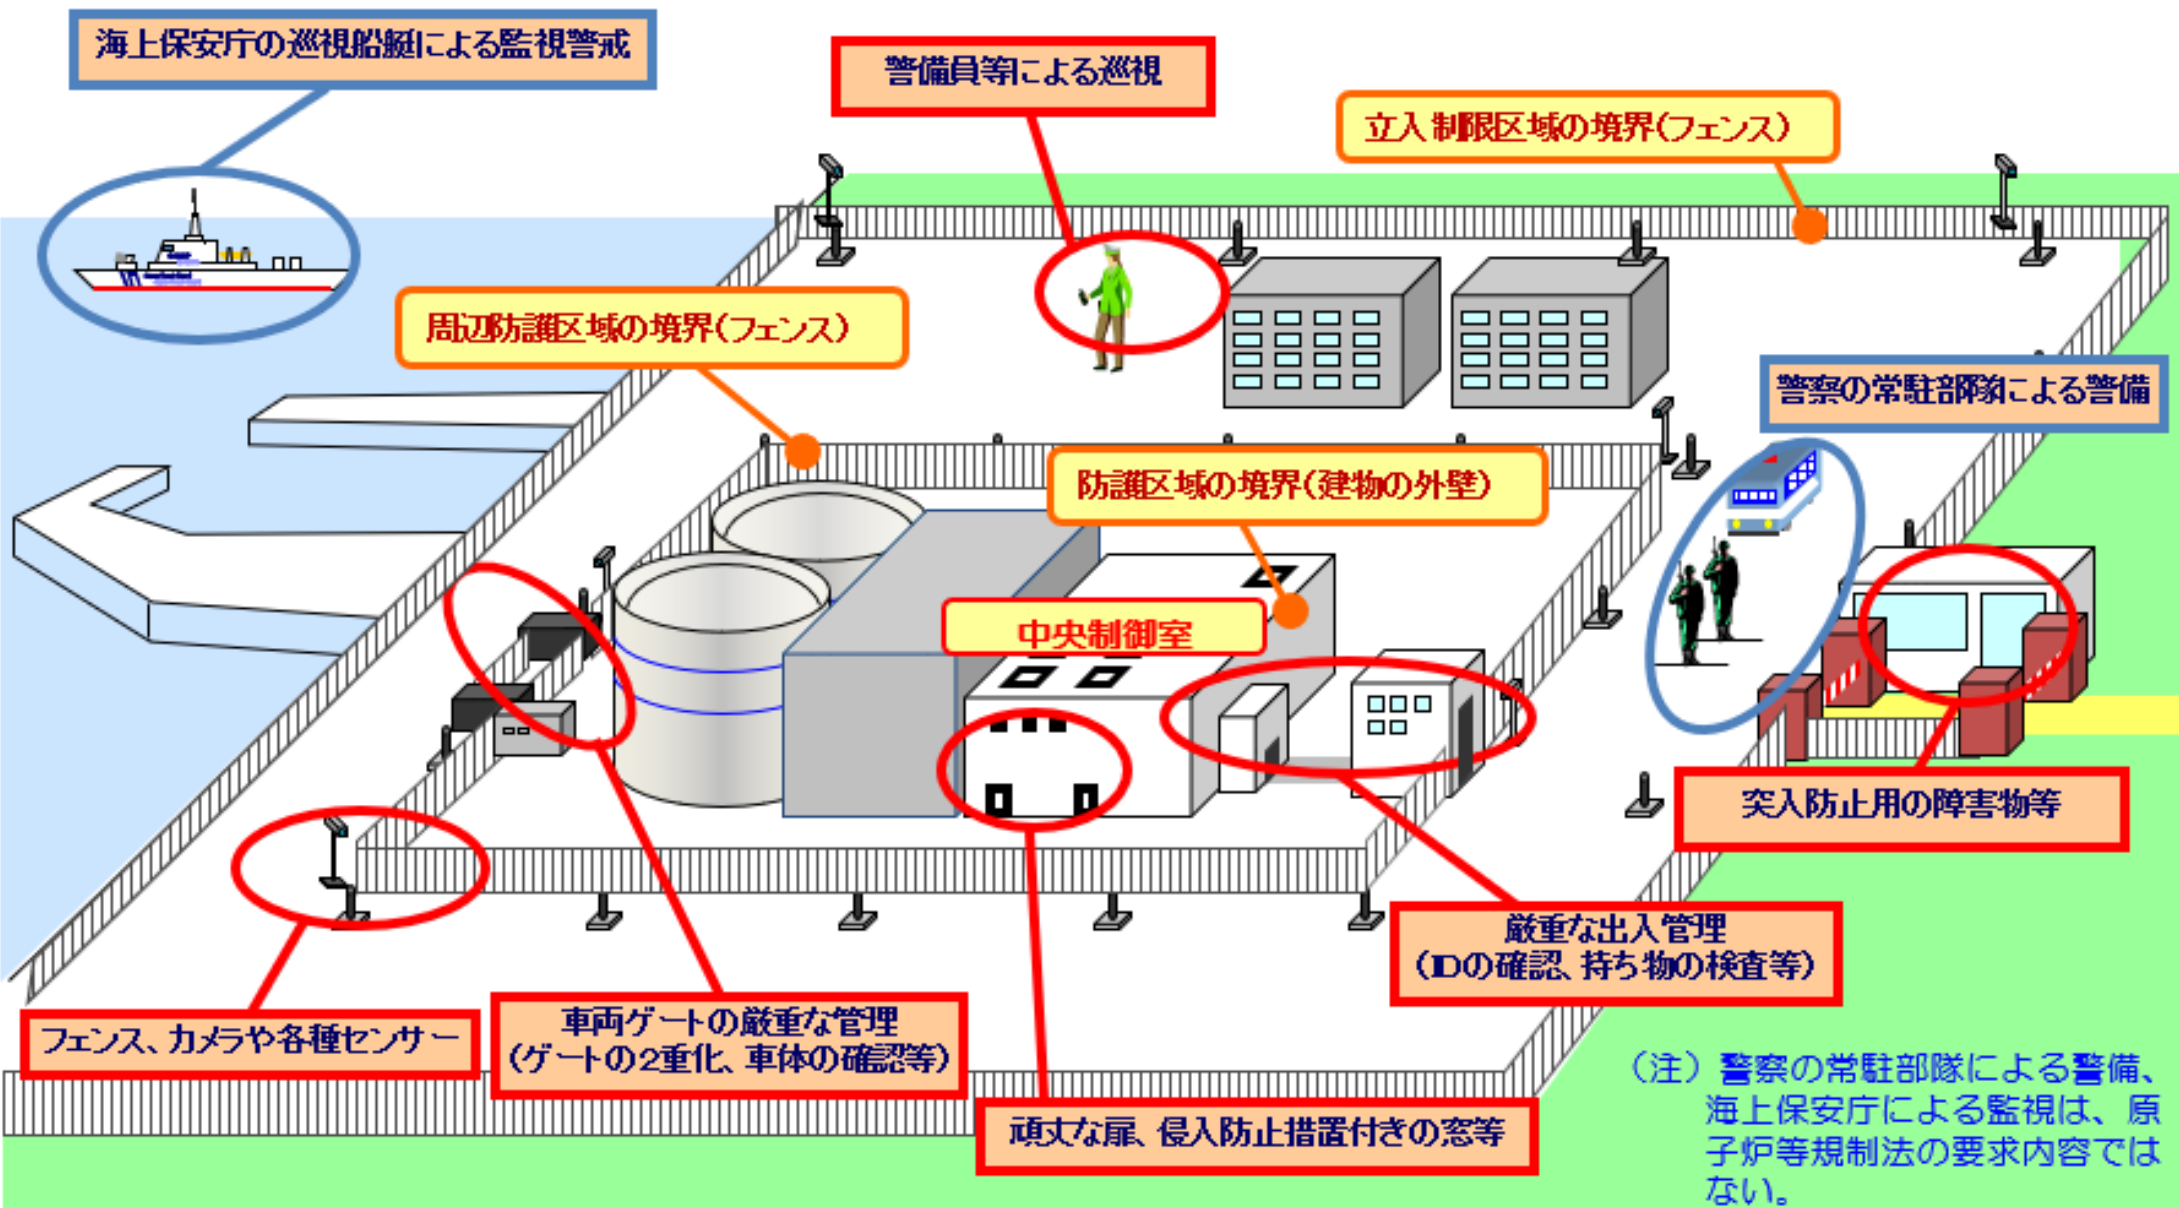 海上保安庁の巡視船艇による監視警戒
警備員等による巡視
立入制限区域の境界(フェンス)
周辺防護区域の境界(フェンス)
警察の常駐部隊による警備
防護区域の境界(建物の外壁)
中央制御室
突入防止用の障害物等
厳重な出入管理
(IDの確認、持ち物の検査等)
フェンス、カメラや各種センサー
車両ゲートの厳重な管理
(ゲートの2重化、車体の確認等)
頑丈な扉、侵入防止措置付きの窓等
(注)警察の常駐部隊による警備、
海上保安庁による監視は、原
子炉等規制法の要求内容では
ない。